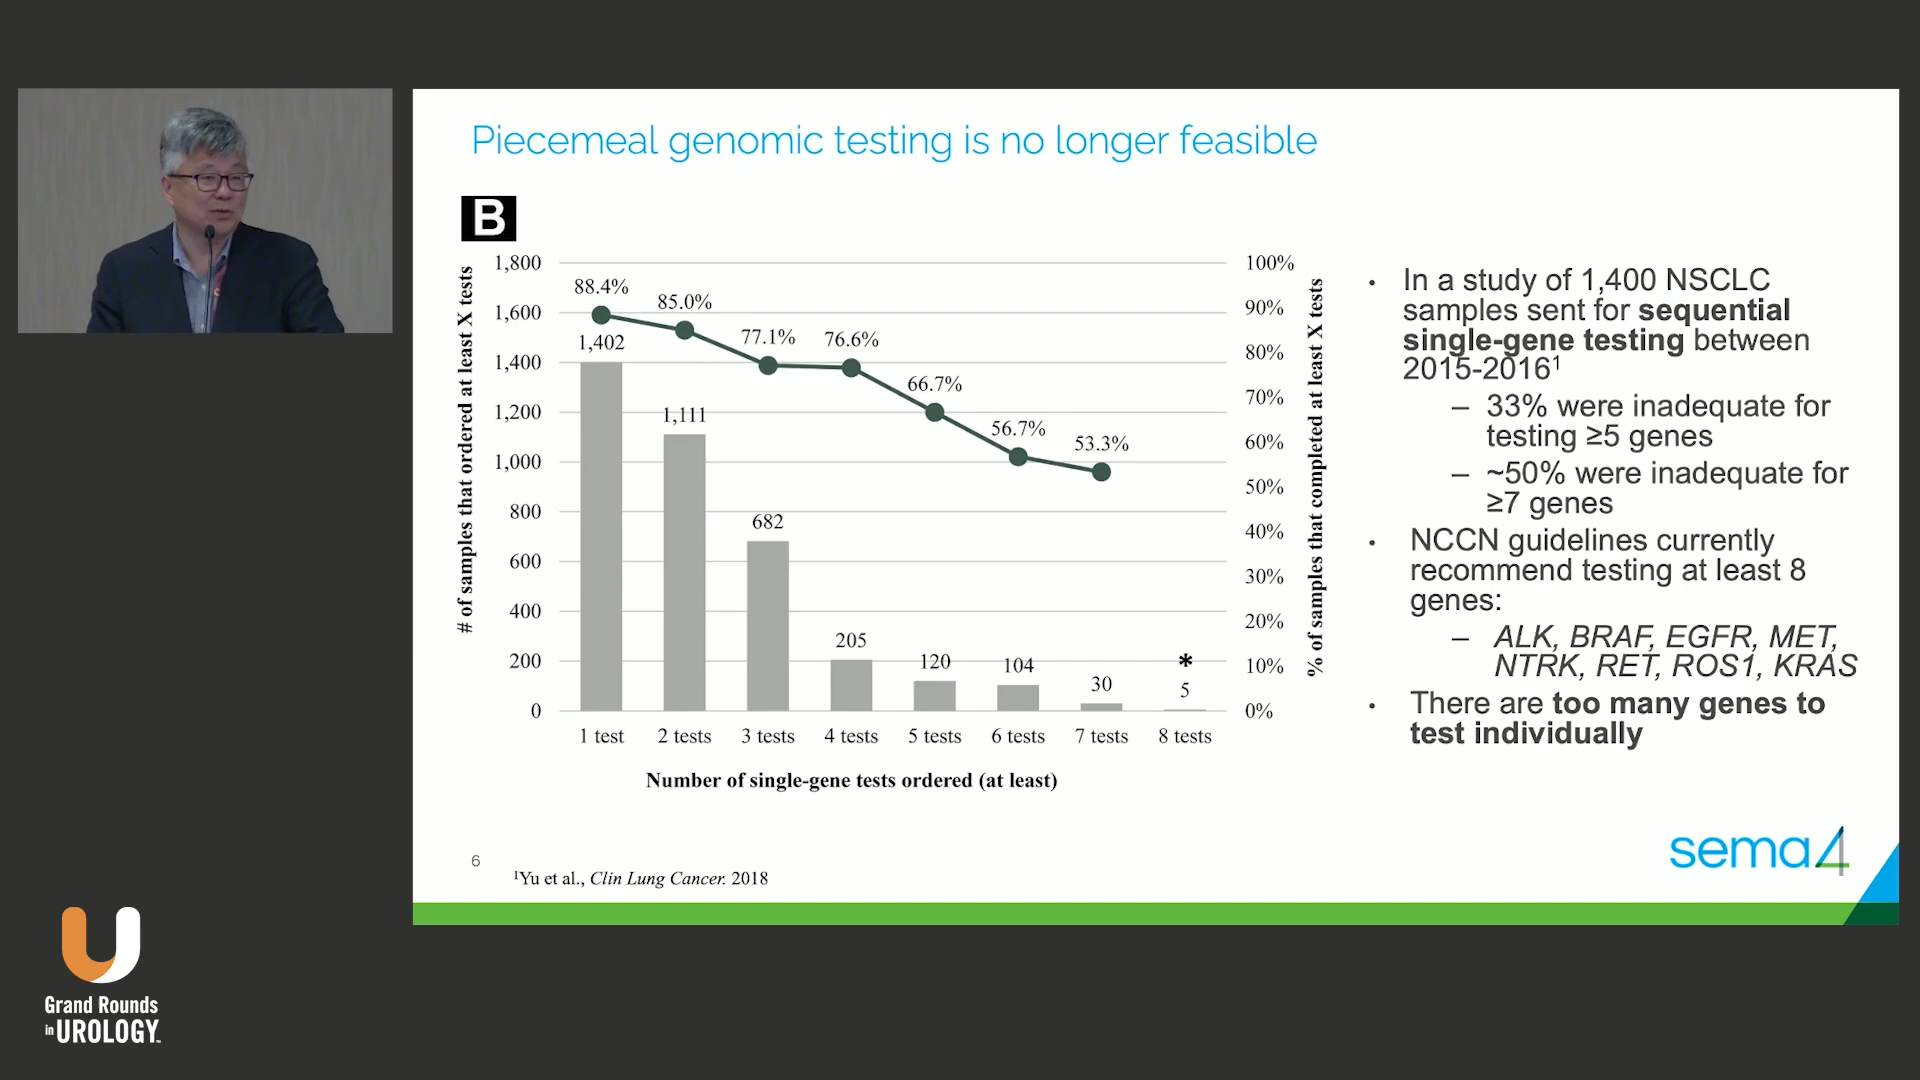 Piecemeal genomic testing is no longer feasible
B
# of samples that ordered at least X tests
1,800
1,600
1,400
1,200
1,000
800
600
400
200
0
88.4%
85.0%
77.1%
76.6%
66.7%
56.7%
53.3%
1,402
1,111
682
205
120
104
30
*
5
100%
90%
80%
70%
60%
50%
40%
30%
20%
10%
0%
% of samples that completed at least X tests
1 test
2 tests
3 tests
4 tests
5 tests
6 tests
7 tests
8 tests
Number of single-gene tests ordered (at least)
• In a study of 1,400 NSCLC
samples sent for sequential
single-gene testing between
2015-2016¹
– 33% were inadequate for
testing ≥5 genes
– ~50% were inadequate for
≥7 genes
• NCCN guidelines currently
recommend testing at least 8
genes:
– ALK, BRAF, EGFR, MET,
NTRK, RET, ROS1, KRAS
• There are too many genes to
test individually
6
¹Yu et al., Clin Lung Cancer. 2018
sema4
U
Grand Rounds
in UROLOGY™